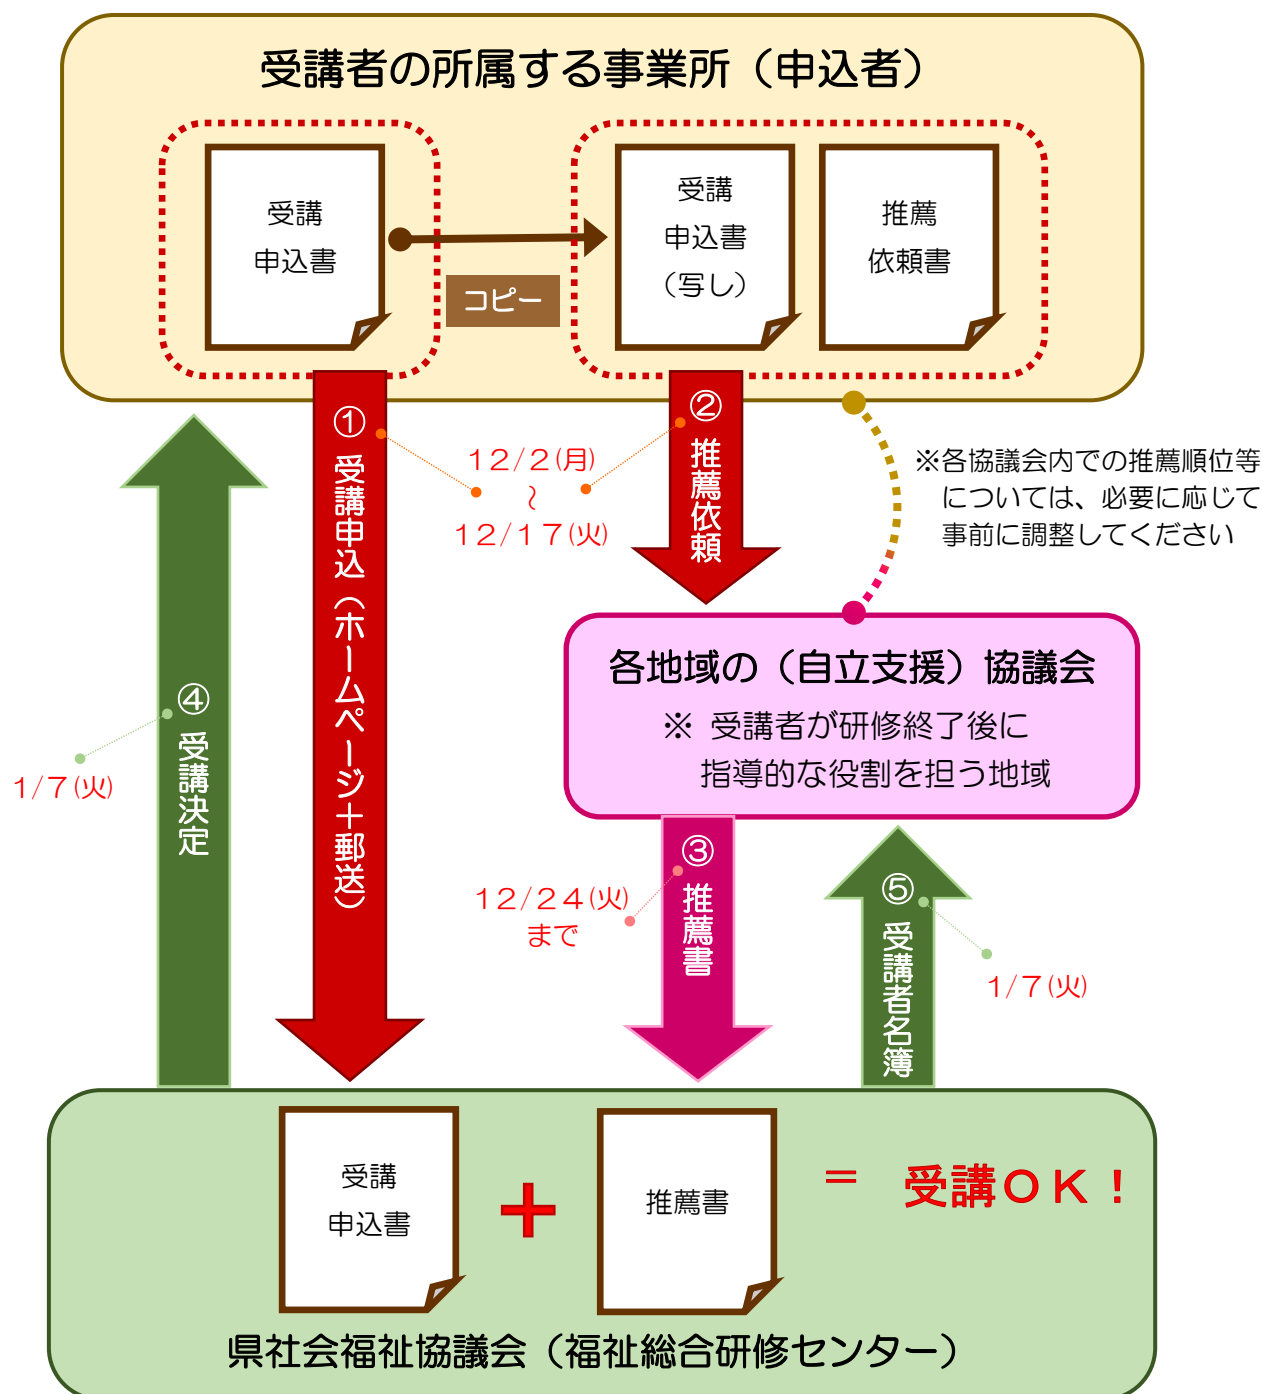 受講者の所属する事業所（申込者）
受講
申込書
コピー
受講
申込書
（写し）
推薦
依頼書
① 受講申込（ホームページ＋郵送）
１２/２(月)
～
１２/１７(火)
② 推薦依頼
※各協議会内での推薦順位等
については、必要に応じて
事前に調整してください
各地域の（自立支援）協議会
※ 受講者が研修終了後に
指導的な役割を担う地域
④ 受講決定
１/７(火)
③ 推薦書
１２/２４(火)
まで
⑤ 受講者名簿
１/７(火)
受講
申込書
＋
推薦書
＝ 受講ＯＫ！
県社会福祉協議会（福祉総合研修センター）